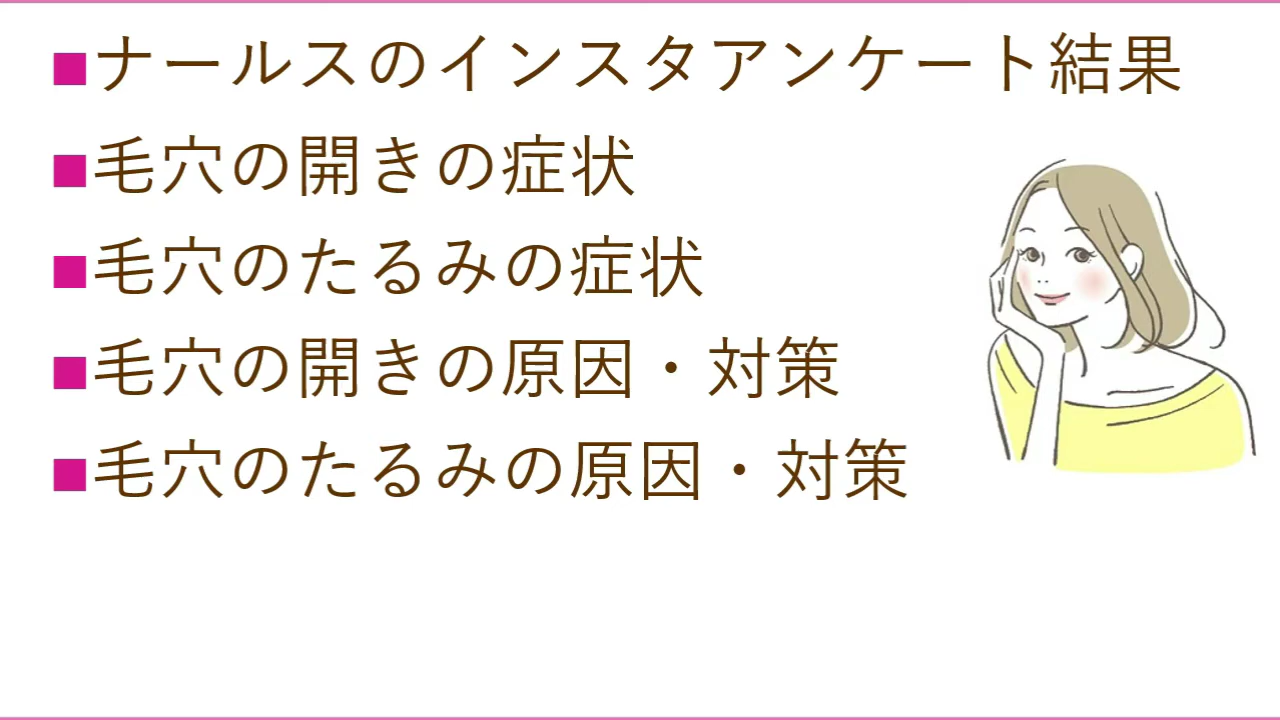 ■ナールスのインスタアンケート結果
■毛穴の開きの症状
■毛穴のたるみの症状
■毛穴の開きの原因・対策
■毛穴のたるみの原因・対策